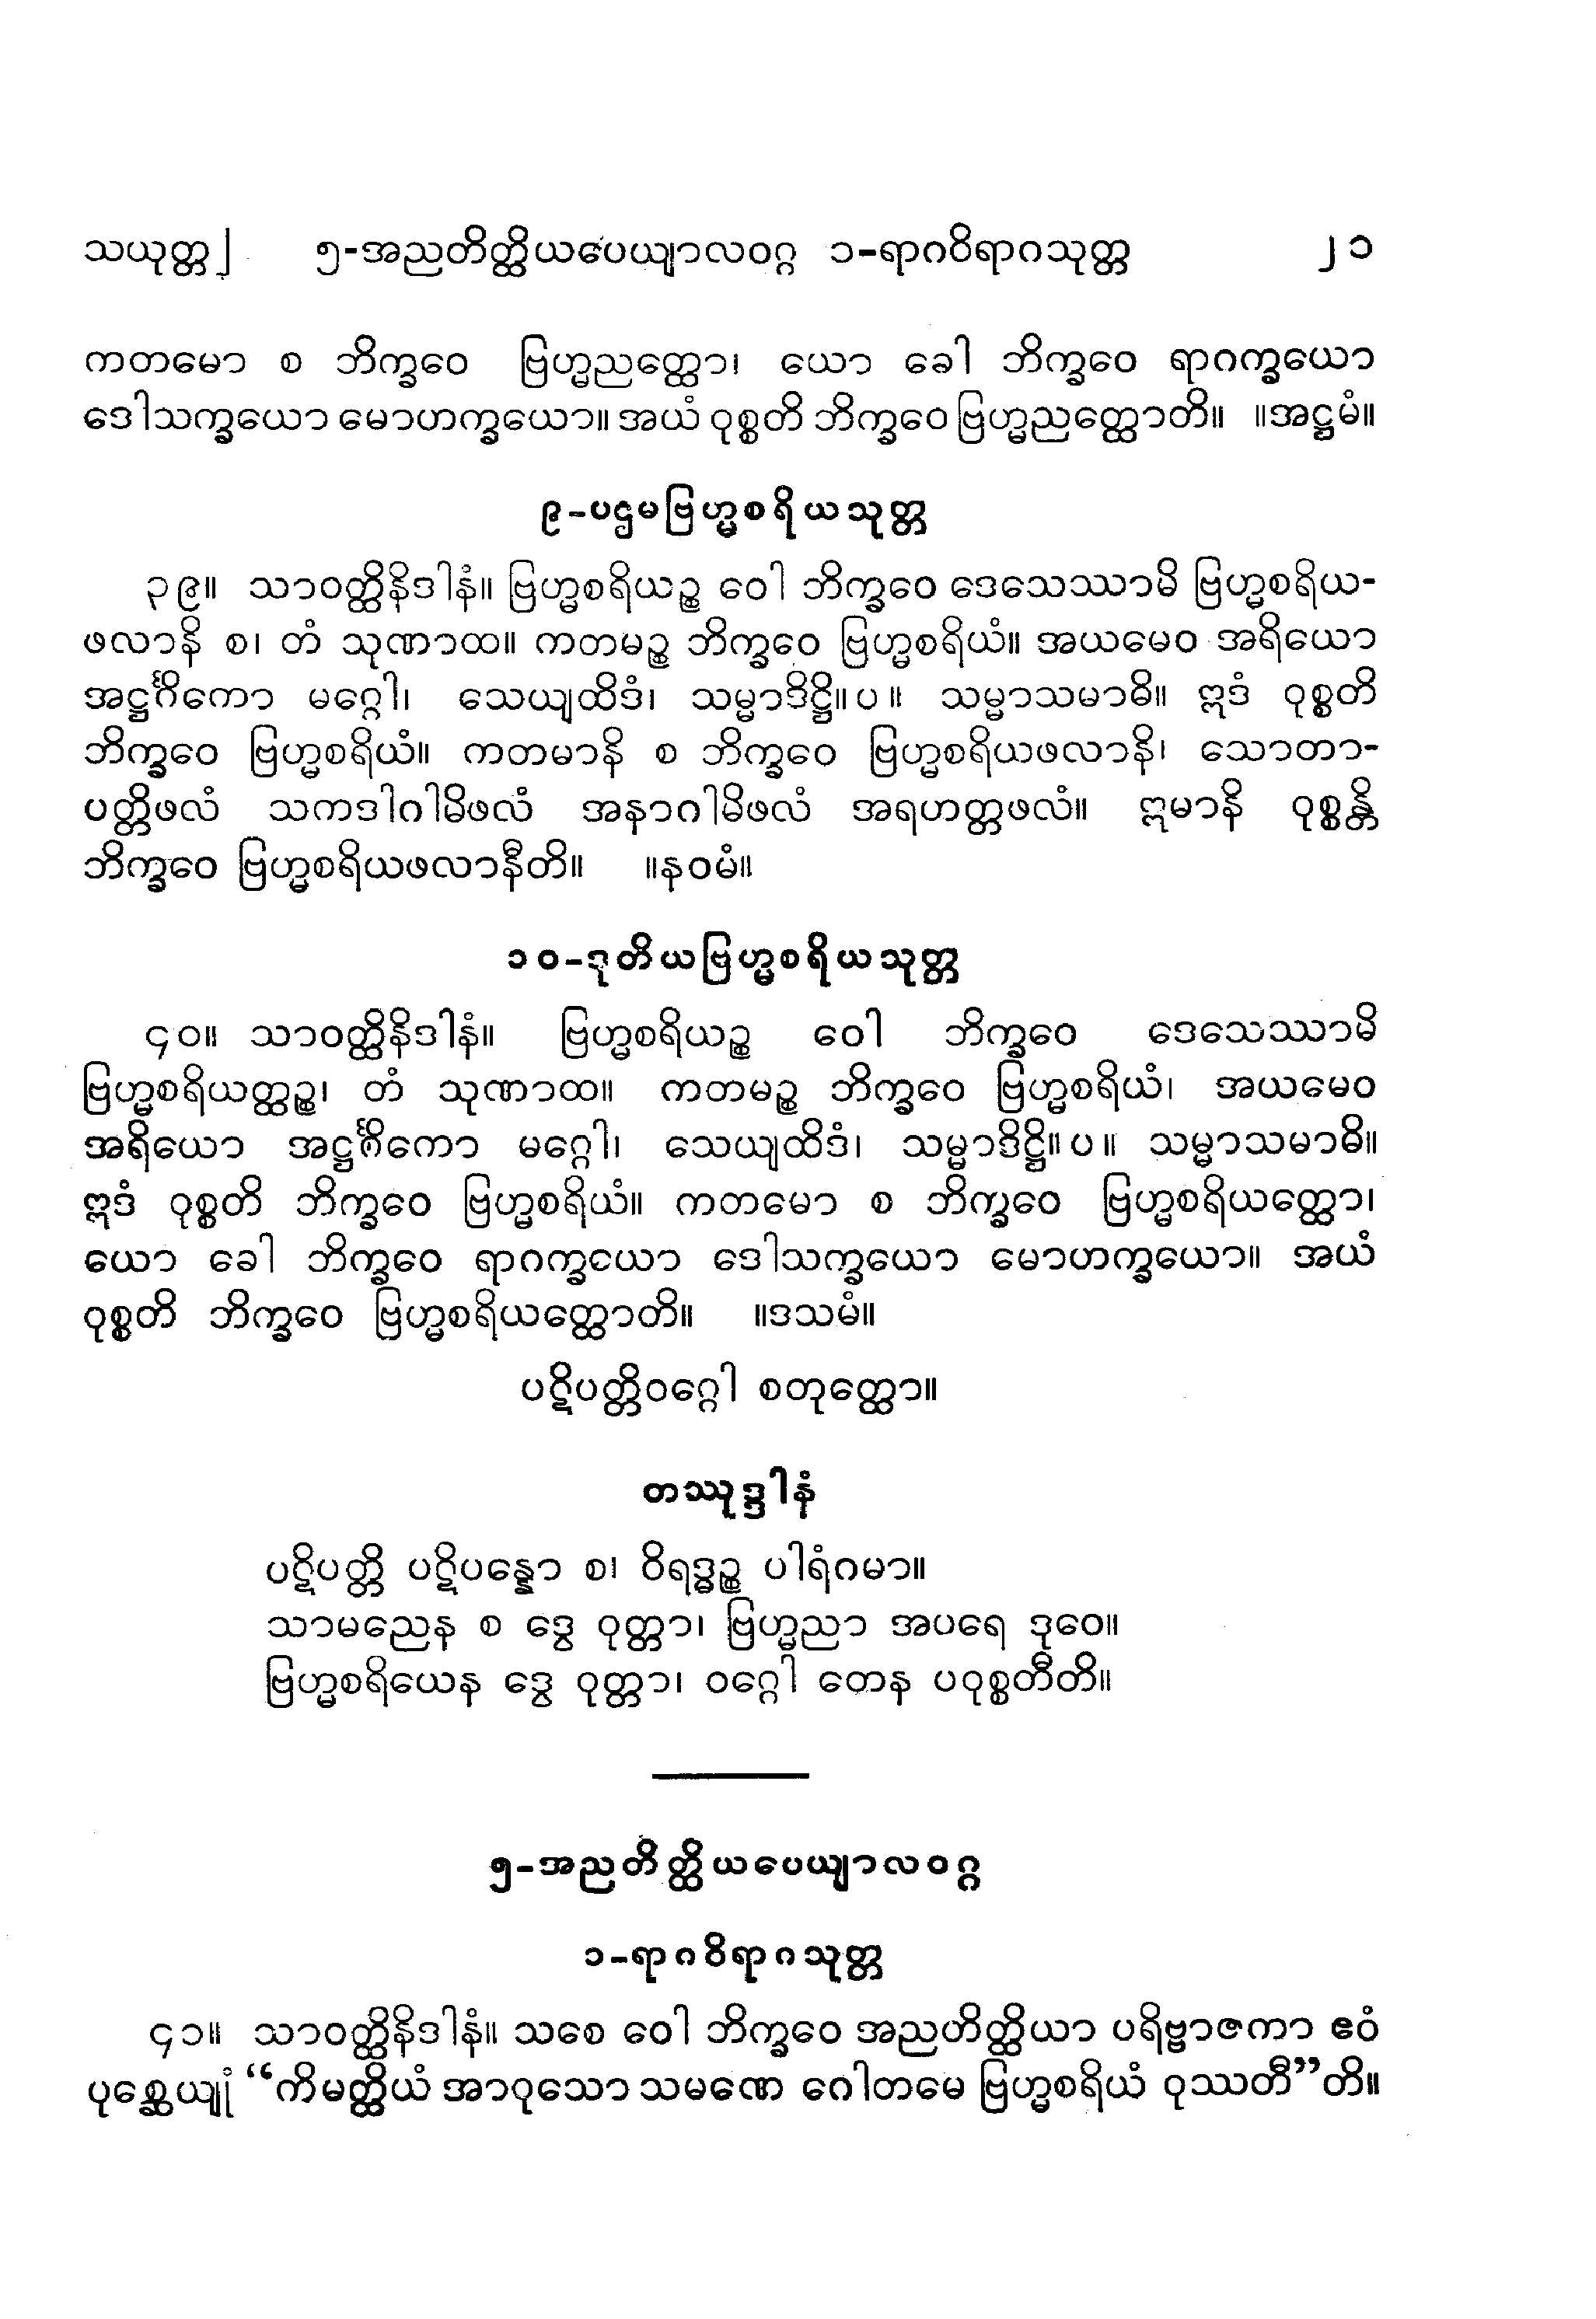 သယုတ္တ]   ၅-အညတိတ္ထိယပေယျာလဝဂ္ဂ   ၁-ရာဂဝိရာဂသုတ္တ   ၂၁
ကတမော စ ဘိက္ခဝေ ဗြဟ္မညတ္ထော၊ ယော ခေါ ဘိက္ခဝေ ရာဂက္ခယော
ဒေါသက္ခယော မောဟက္ခယော။ အယံ ဝုစ္စတိ ဘိက္ခဝေ ဗြဟ္မညတ္ထောတိ။ ။အဋ္ဌမံ။
၉-ပဌမဗြဟ္မစရိယသုတ္တ
၃၉။ သာဝတ္ထိနိဒါနံ။ ဗြဟ္မစရိယဉ္စ ဝေါ ဘိက္ခဝေ ဒေသေဿာမိ ဗြဟ္မစရိယ-
ဖလာနိ စ၊ တံ သုဏာထ။ ကတမဉ္စ ဘိက္ခဝေ ဗြဟ္မစရိယံ။ အယမေဝ အရိယော
အဋ္ဌင်္ဂိကော မဂ္ဂေါ၊ သေယျထိဒံ၊ သမ္မာဒိဋ္ဌိ။ပ။ သမ္မာသမာဓိ။ ဣဒံ ဝုစ္စတိ
ဘိက္ခဝေ ဗြဟ္မစရိယံ။ ကတမာနိ စ ဘိက္ခဝေ ဗြဟ္မစရိယဖလာနိ၊ သောတာ-
ပတ္တိဖလံ သကဒါဂါမိဖလံ အနာဂါမိဖလံ အရဟတ္တဖလံ။ ဣမာနိ ဝုစ္စန္တိ
ဘိက္ခဝေ ဗြဟ္မစရိယဖလာနီတိ။ ။နဝမံ။
၁၀-ဒုတိယဗြဟ္မစရိယသုတ္တ
၄၀။ သာဝတ္ထိနိဒါနံ။ ဗြဟ္မစရိယဉ္စ ဝေါ ဘိက္ခဝေ ဒေသေဿာမိ
ဗြဟ္မစရိယတ္ထဉ္စ၊ တံ သုဏာထ။ ကတမဉ္စ ဘိက္ခဝေ ဗြဟ္မစရိယံ၊ အယမေဝ
အရိယော အဋ္ဌင်္ဂိကော မဂ္ဂေါ၊ သေယျထိဒံ၊ သမ္မာဒိဋ္ဌိ။ပ။ သမ္မာသမာဓိ။
ဣဒံ ဝုစ္စတိ ဘိက္ခဝေ ဗြဟ္မစရိယံ။ ကတမော စ ဘိက္ခဝေ ဗြဟ္မစရိယတ္ထော၊
ယော ခေါ ဘိက္ခဝေ ရာဂက္ခယော ဒေါသက္ခယော မောဟက္ခယော။ အယံ
ဝုစ္စတိ ဘိက္ခဝေ ဗြဟ္မစရိယတ္ထောတိ။ ။ဒသမံ။
ပဋိပတ္တိဝဂ္ဂေါ စတုတ္ထော။
တဿုဒ္ဒါနံ
ပဋိပတ္တိ ပဋိပန္နော စ၊ ဝိရဒ္ဓဉ္စ ပါရံဂမာ။
သာမညေန စ ဒွေ ဝုတ္တာ၊ ဗြဟ္မညာ အပရေ ဒုဝေ။
ဗြဟ္မစရိယေန ဒွေ ဝုတ္တာ၊ ဝဂ္ဂေါ တေန ပဝုစ္စတီတိ။
၅-အညတိတ္ထိယပေယျာလဝဂ္ဂ
၁-ရာဂဝိရာဂသုတ္တ
၄၁။ သာဝတ္ထိနိဒါနံ။ သစေ ဝေါ ဘိက္ခဝေ အညတိတ္ထိယာ ပရိဗ္ဗာဇကာ ဧဝံ
ပုစ္ဆေယျုံ “ကိမတ္ထိယံ အာဝုသော သမဏေ ဂေါတမေ ဗြဟ္မစရိယံ ဝုဿတီ”တိ။